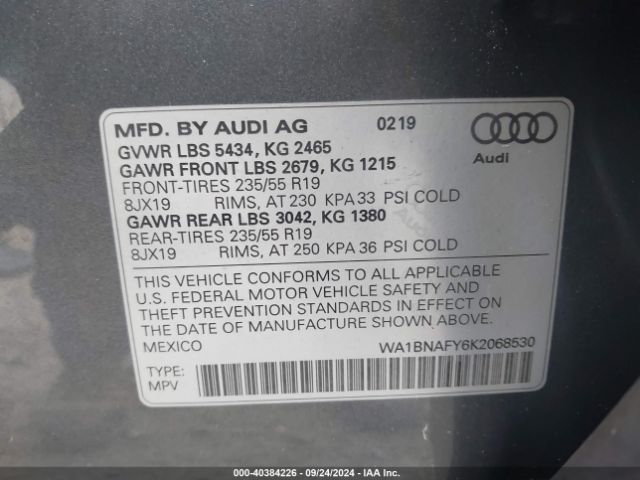 MFD. BY AUDI AG 0219
GVWR LBS 5434, KG 2465
GAWR FRONT LBS 2679, KG 1215
Audi
FRONT-TIRES 235/55 R19
8JX19 RIMS, AT 230 KPA 33 PSI COLD
GAWR REAR LBS 3042, KG 1380
REAR-TIRES 235/55 R19
8JX19 RIMS, AT 250 KPA 36 PSI COLD
THIS VEHICLE CONFORMS TO ALL APPLICABLE
U.S. FEDERAL MOTOR VEHICLE SAFETY AND
THEFT PREVENTION STANDARDS IN EFFECT ON
THE DATE OF MANUFACTURE SHOWN ABOVE.
MEXICO WA1BNAFY6K2068530
TYPE:
MPV
000-40384226 - 09/24/2024 - IAA Inc.